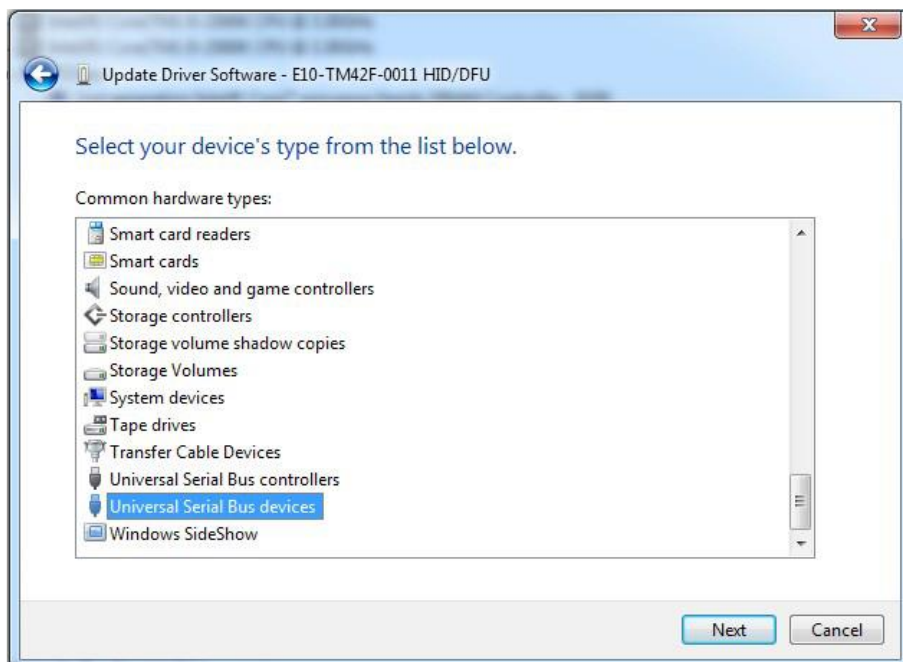 Update Driver Software - E10-TM42F-0011 HID/DFU
Select your device's type from the list below.
Common hardware types:
Smart card readers
Smart cards
Sound, video and game controllers
Storage controllers
Storage volume shadow copies
Storage Volumes
System devices
Tape drives
Transfer Cable Devices
Universal Serial Bus controllers
Universal Serial Bus devices
Windows SideShow
Next Cancel